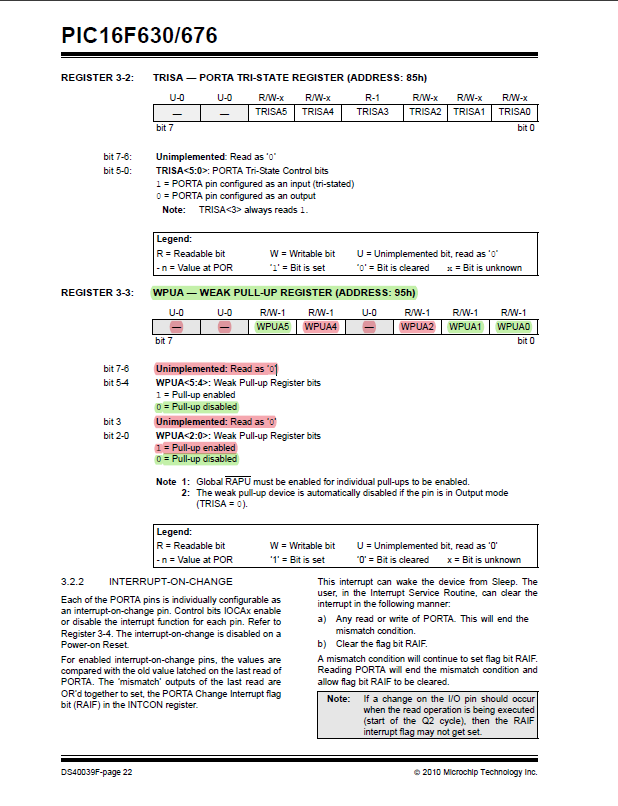 PIC16F630/676
REGISTER 3-2: TRISA — PORTA TRI-STATE REGISTER (ADDRESS: 85h)
U-0 U-0 R/W-x R/W-x R-1 R/W-x R/W-x R/W-x
— — TRISA5 TRISA4 TRISA3 TRISA2 TRISA1 TRISA0
bit 7 bit 0
bit 7-6: Unimplemented: Read as '0'
bit 5-0: TRISA<5:0>: PORTA Tri-State Control bits
1 = PORTA pin configured as an input (tri-stated)
0 = PORTA pin configured as an output
Note: TRISA<3> always reads 1.
Legend:
R = Readable bit W = Writable bit U = Unimplemented bit, read as '0'
- n = Value at POR '1' = Bit is set '0' = Bit is cleared x = Bit is unknown
REGISTER 3-3: WPUA — WEAK PULL-UP REGISTER (ADDRESS: 95h)
U-0 U-0 R/W-1 R/W-1 U-0 R/W-1 R/W-1 R/W-1
— — WPUA5 WPUA4 — WPUA2 WPUA1 WPUA0
bit 7 bit 0
bit 7-6 Unimplemented: Read as '0'
bit 5-4 WPUA<5:4>: Weak Pull-up Register bits
1 = Pull-up enabled
0 = Pull-up disabled
bit 3 Unimplemented: Read as '0'
bit 2-0 WPUA<2:0>: Weak Pull-up Register bits
1 = Pull-up enabled
0 = Pull-up disabled
Note 1: Global RAPU must be enabled for individual pull-ups to be enabled.
2: The weak pull-up device is automatically disabled if the pin is in Output mode
(TRISA = 0).
Legend:
R = Readable bit W = Writable bit U = Unimplemented bit, read as '0'
- n = Value at POR '1' = Bit is set '0' = Bit is cleared x = Bit is unknown
3.2.2 INTERRUPT-ON-CHANGE
Each of the PORTA pins is individually configurable as
an interrupt-on-change pin. Control bits IOCAx enable
or disable the interrupt function for each pin. Refer to
Register 3-4. The interrupt-on-change is disabled on a
Power-on Reset.
For enabled interrupt-on-change pins, the values are
compared with the old value latched on the last read of
PORTA. The 'mismatch' outputs of the last read are
OR'd together to set, the PORTA Change Interrupt flag
bit (RAIF) in the INTCON register.
This interrupt can wake the device from Sleep. The
user, in the Interrupt Service Routine, can clear the
interrupt in the following manner:
a) Any read or write of PORTA. This will end the
mismatch condition.
b) Clear the flag bit RAIF.
A mismatch condition will continue to set flag bit RAIF.
Reading PORTA will end the mismatch condition and
allow flag bit RAIF to be cleared.
Note: If a change on the I/O pin should occur
when the read operation is being executed
(start of the Q2 cycle), then the RAIF
interrupt flag may not get set.
DS40039F-page 22 © 2010 Microchip Technology Inc.